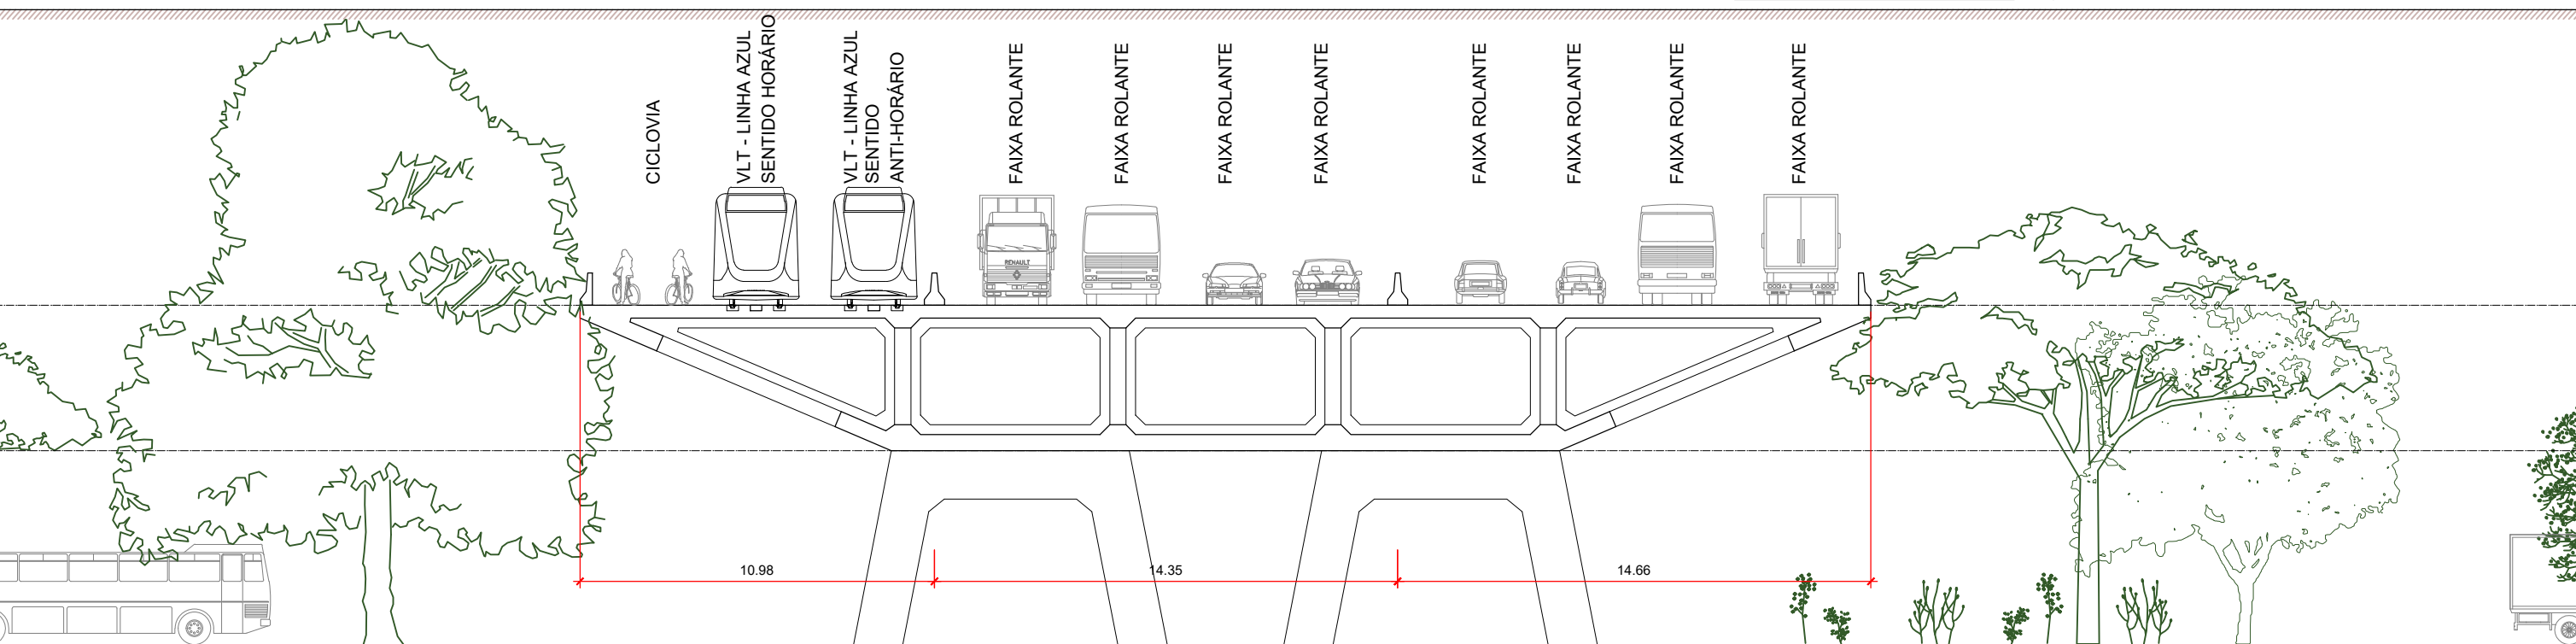 CICLOVIA
VLT - LINHA AZUL
SENTIDO HORÁRIO
VLT - LINHA AZUL
SENTIDO
ANTI-HORÁRIO
FAIXA ROLANTE
FAIXA ROLANTE
FAIXA ROLANTE
FAIXA ROLANTE
FAIXA ROLANTE
FAIXA ROLANTE
FAIXA ROLANTE
FAIXA ROLANTE
RENAULT
10.98
14.35
14.66